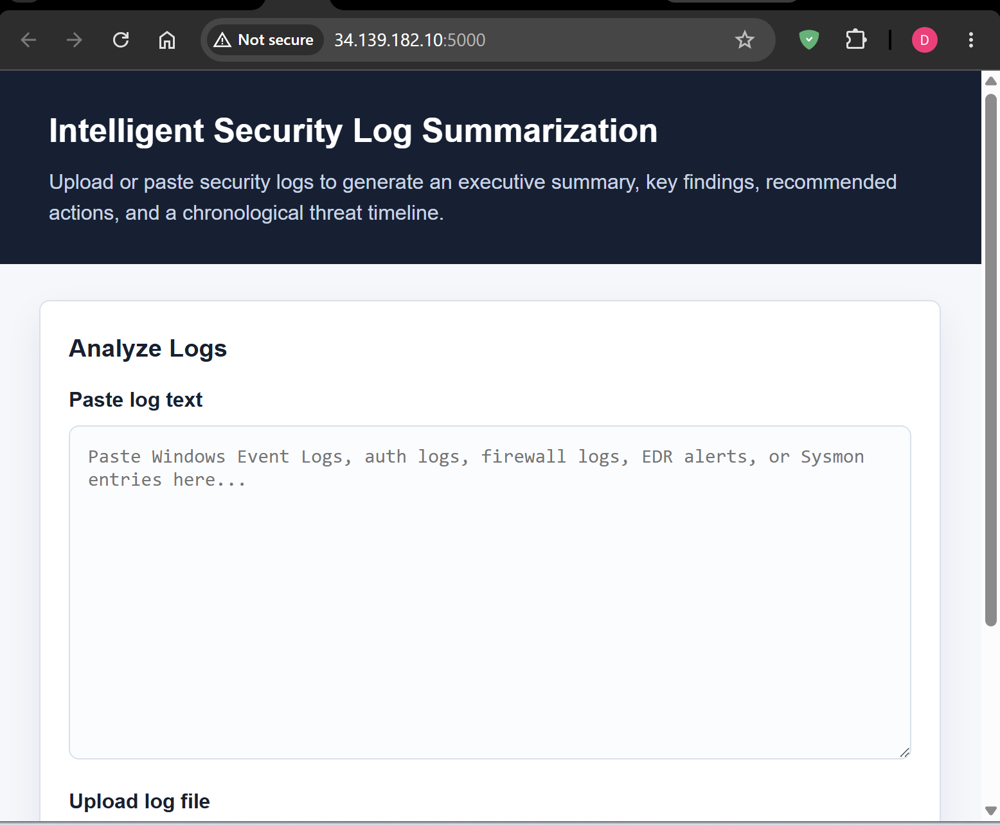 Not secure
34.139.182.10:5000
D
Intelligent Security Log Summarization
Upload or paste security logs to generate an executive summary, key findings, recommended
actions, and a chronological threat timeline.
Analyze Logs
Paste log text
Paste Windows Event Logs, auth logs, firewall logs, EDR alerts, or Sysmon
entries here...
Upload log file